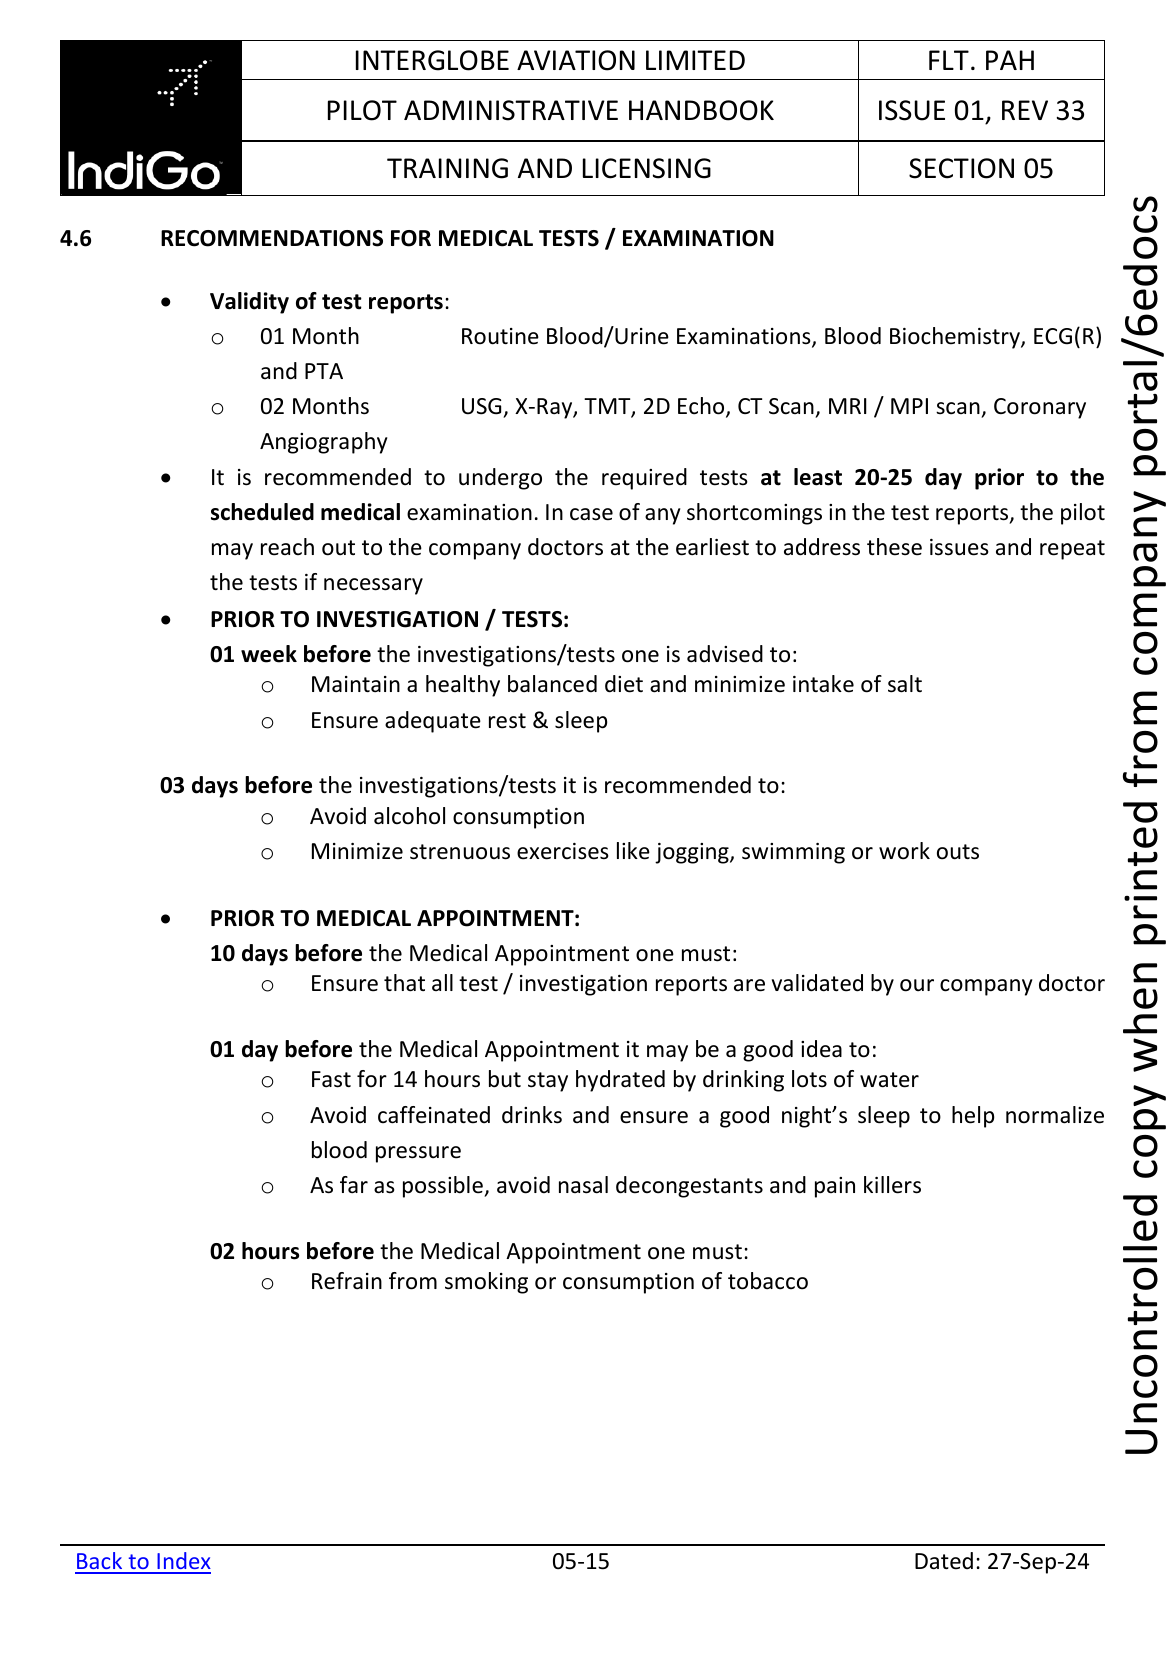 INTERGLOBE AVIATION LIMITED
FLT. PAH
PILOT ADMINISTRATIVE HANDBOOK
ISSUE 01, REV 33
IndiGo
TRAINING AND LICENSING
SECTION 05
4.6 RECOMMENDATIONS FOR MEDICAL TESTS / EXAMINATION
• Validity of test reports:
o 01 Month Routine Blood/Urine Examinations, Blood Biochemistry, ECG(R)
and PTA
o 02 Months USG, X-Ray, TMT, 2D Echo, CT Scan, MRI / MPI scan, Coronary
Angiography
• It is recommended to undergo the required tests at least 20-25 day prior to the
scheduled medical examination. In case of any shortcomings in the test reports, the pilot
may reach out to the company doctors at the earliest to address these issues and repeat
the tests if necessary
• PRIOR TO INVESTIGATION / TESTS:
01 week before the investigations/tests one is advised to:
o Maintain a healthy balanced diet and minimize intake of salt
o Ensure adequate rest & sleep
03 days before the investigations/tests it is recommended to:
o Avoid alcohol consumption
o Minimize strenuous exercises like jogging, swimming or work outs
• PRIOR TO MEDICAL APPOINTMENT:
10 days before the Medical Appointment one must:
o Ensure that all test / investigation reports are validated by our company doctor
01 day before the Medical Appointment it may be a good idea to:
o Fast for 14 hours but stay hydrated by drinking lots of water
o Avoid caffeinated drinks and ensure a good night’s sleep to help normalize
blood pressure
o As far as possible, avoid nasal decongestants and pain killers
02 hours before the Medical Appointment one must:
o Refrain from smoking or consumption of tobacco
Back to Index
05-15
Dated: 27-Sep-24
Uncontrolled copy when printed from company portal/6edocs